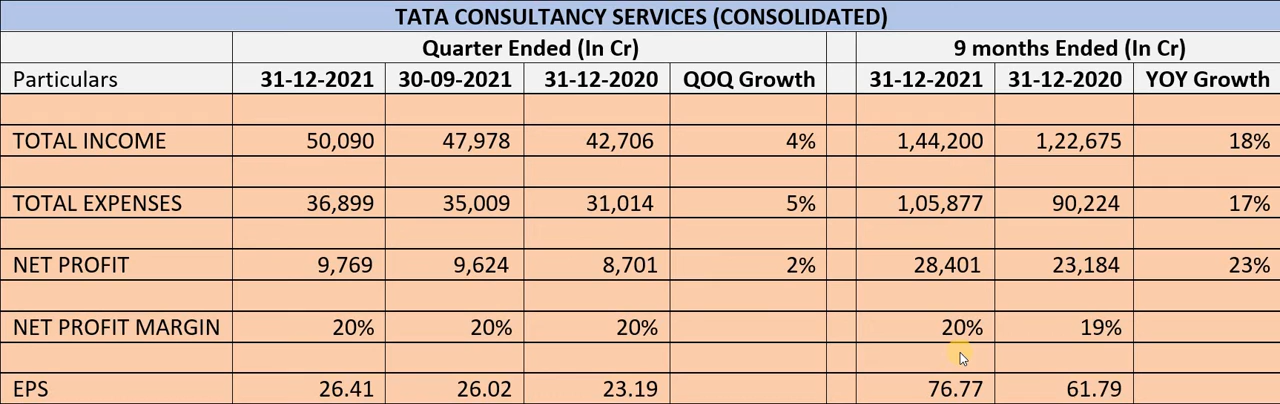 TATA CONSULTANCY SERVICES (CONSOLIDATED)
Quarter Ended (In Cr) 9 months Ended (In Cr)
Particulars 31-12-2021 30-09-2021 31-12-2020 QOQ Growth 31-12-2021 31-12-2020 YOY Growth
TOTAL INCOME 50,090 47,978 42,706 4% 1,44,200 1,22,675 18%
TOTAL EXPENSES 36,899 35,009 31,014 5% 1,05,877 90,224 17%
NET PROFIT 9,769 9,624 8,701 2% 28,401 23,184 23%
NET PROFIT MARGIN 20% 20% 20% 20% 19%
EPS 26.41 26.02 23.19 76.77 61.79